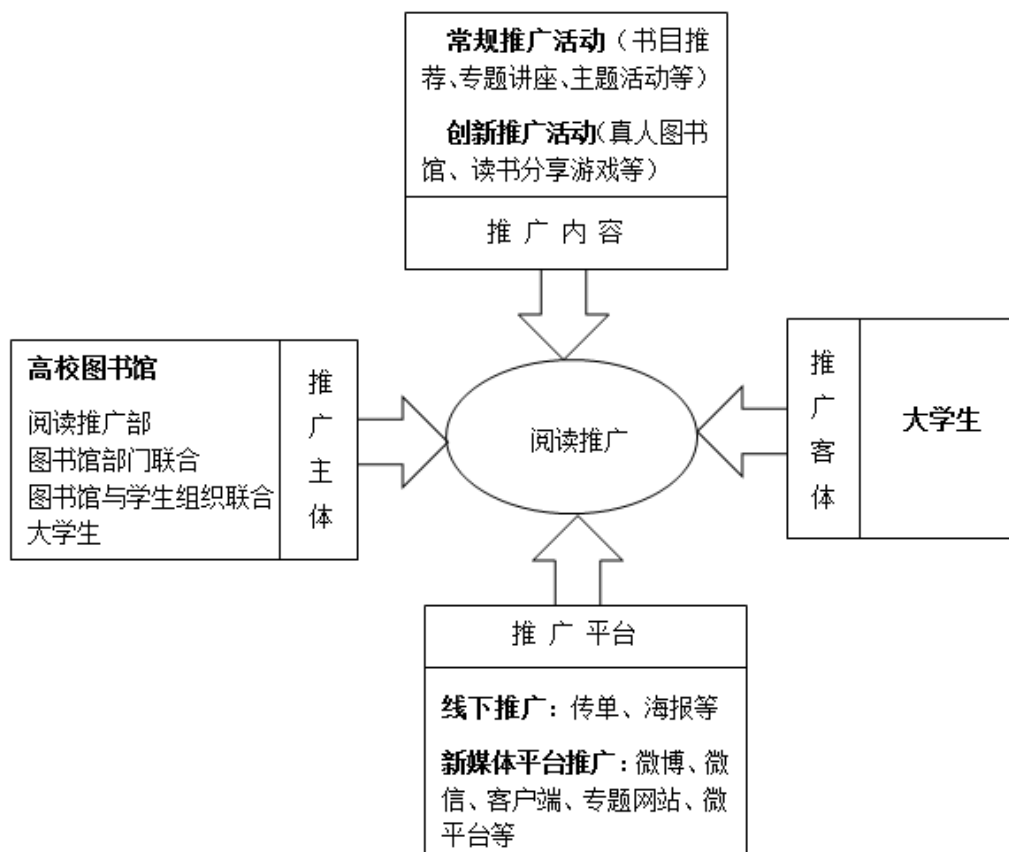 常规推广活动（书目推
荐、专题讲座、主题活动等）
创新推广活动（真人图书
馆、读书分享游戏等）
推 广 内 容
高校图书馆
阅读推广部
图书馆部门联合
图书馆与学生组织联合
大学生
推
广
主
体
阅读推广
推
广
客
体
大学生
推 广 平台
线下推广：传单、海报等
新媒体平台推广：微博、微
信、客户端、专题网站、微
平台等